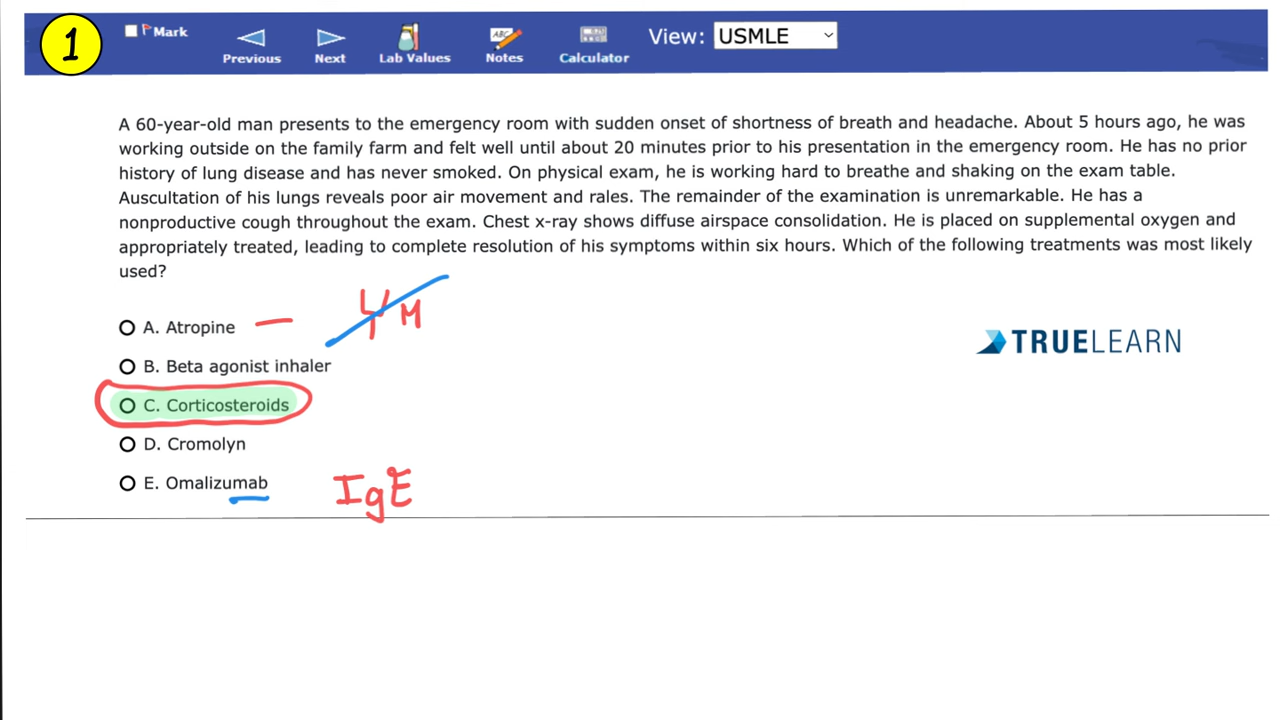 1
Mark
Previous
Next
Lab Values
Notes
Calculator
View: USMLE
A 60-year-old man presents to the emergency room with sudden onset of shortness of breath and headache. About 5 hours ago, he was
working outside on the family farm and felt well until about 20 minutes prior to his presentation in the emergency room. He has no prior
history of lung disease and has never smoked. On physical exam, he is working hard to breathe and shaking on the exam table.
Auscultation of his lungs reveals poor air movement and rales. The remainder of the examination is unremarkable. He has a
nonproductive cough throughout the exam. Chest x-ray shows diffuse airspace consolidation. He is placed on supplemental oxygen and
appropriately treated, leading to complete resolution of his symptoms within six hours. Which of the following treatments was most likely
used?
A. Atropine
M
B. Beta agonist inhaler
TRUELEARN
C. Corticosteroids
D. Cromolyn
E. Omalizumab
IgE